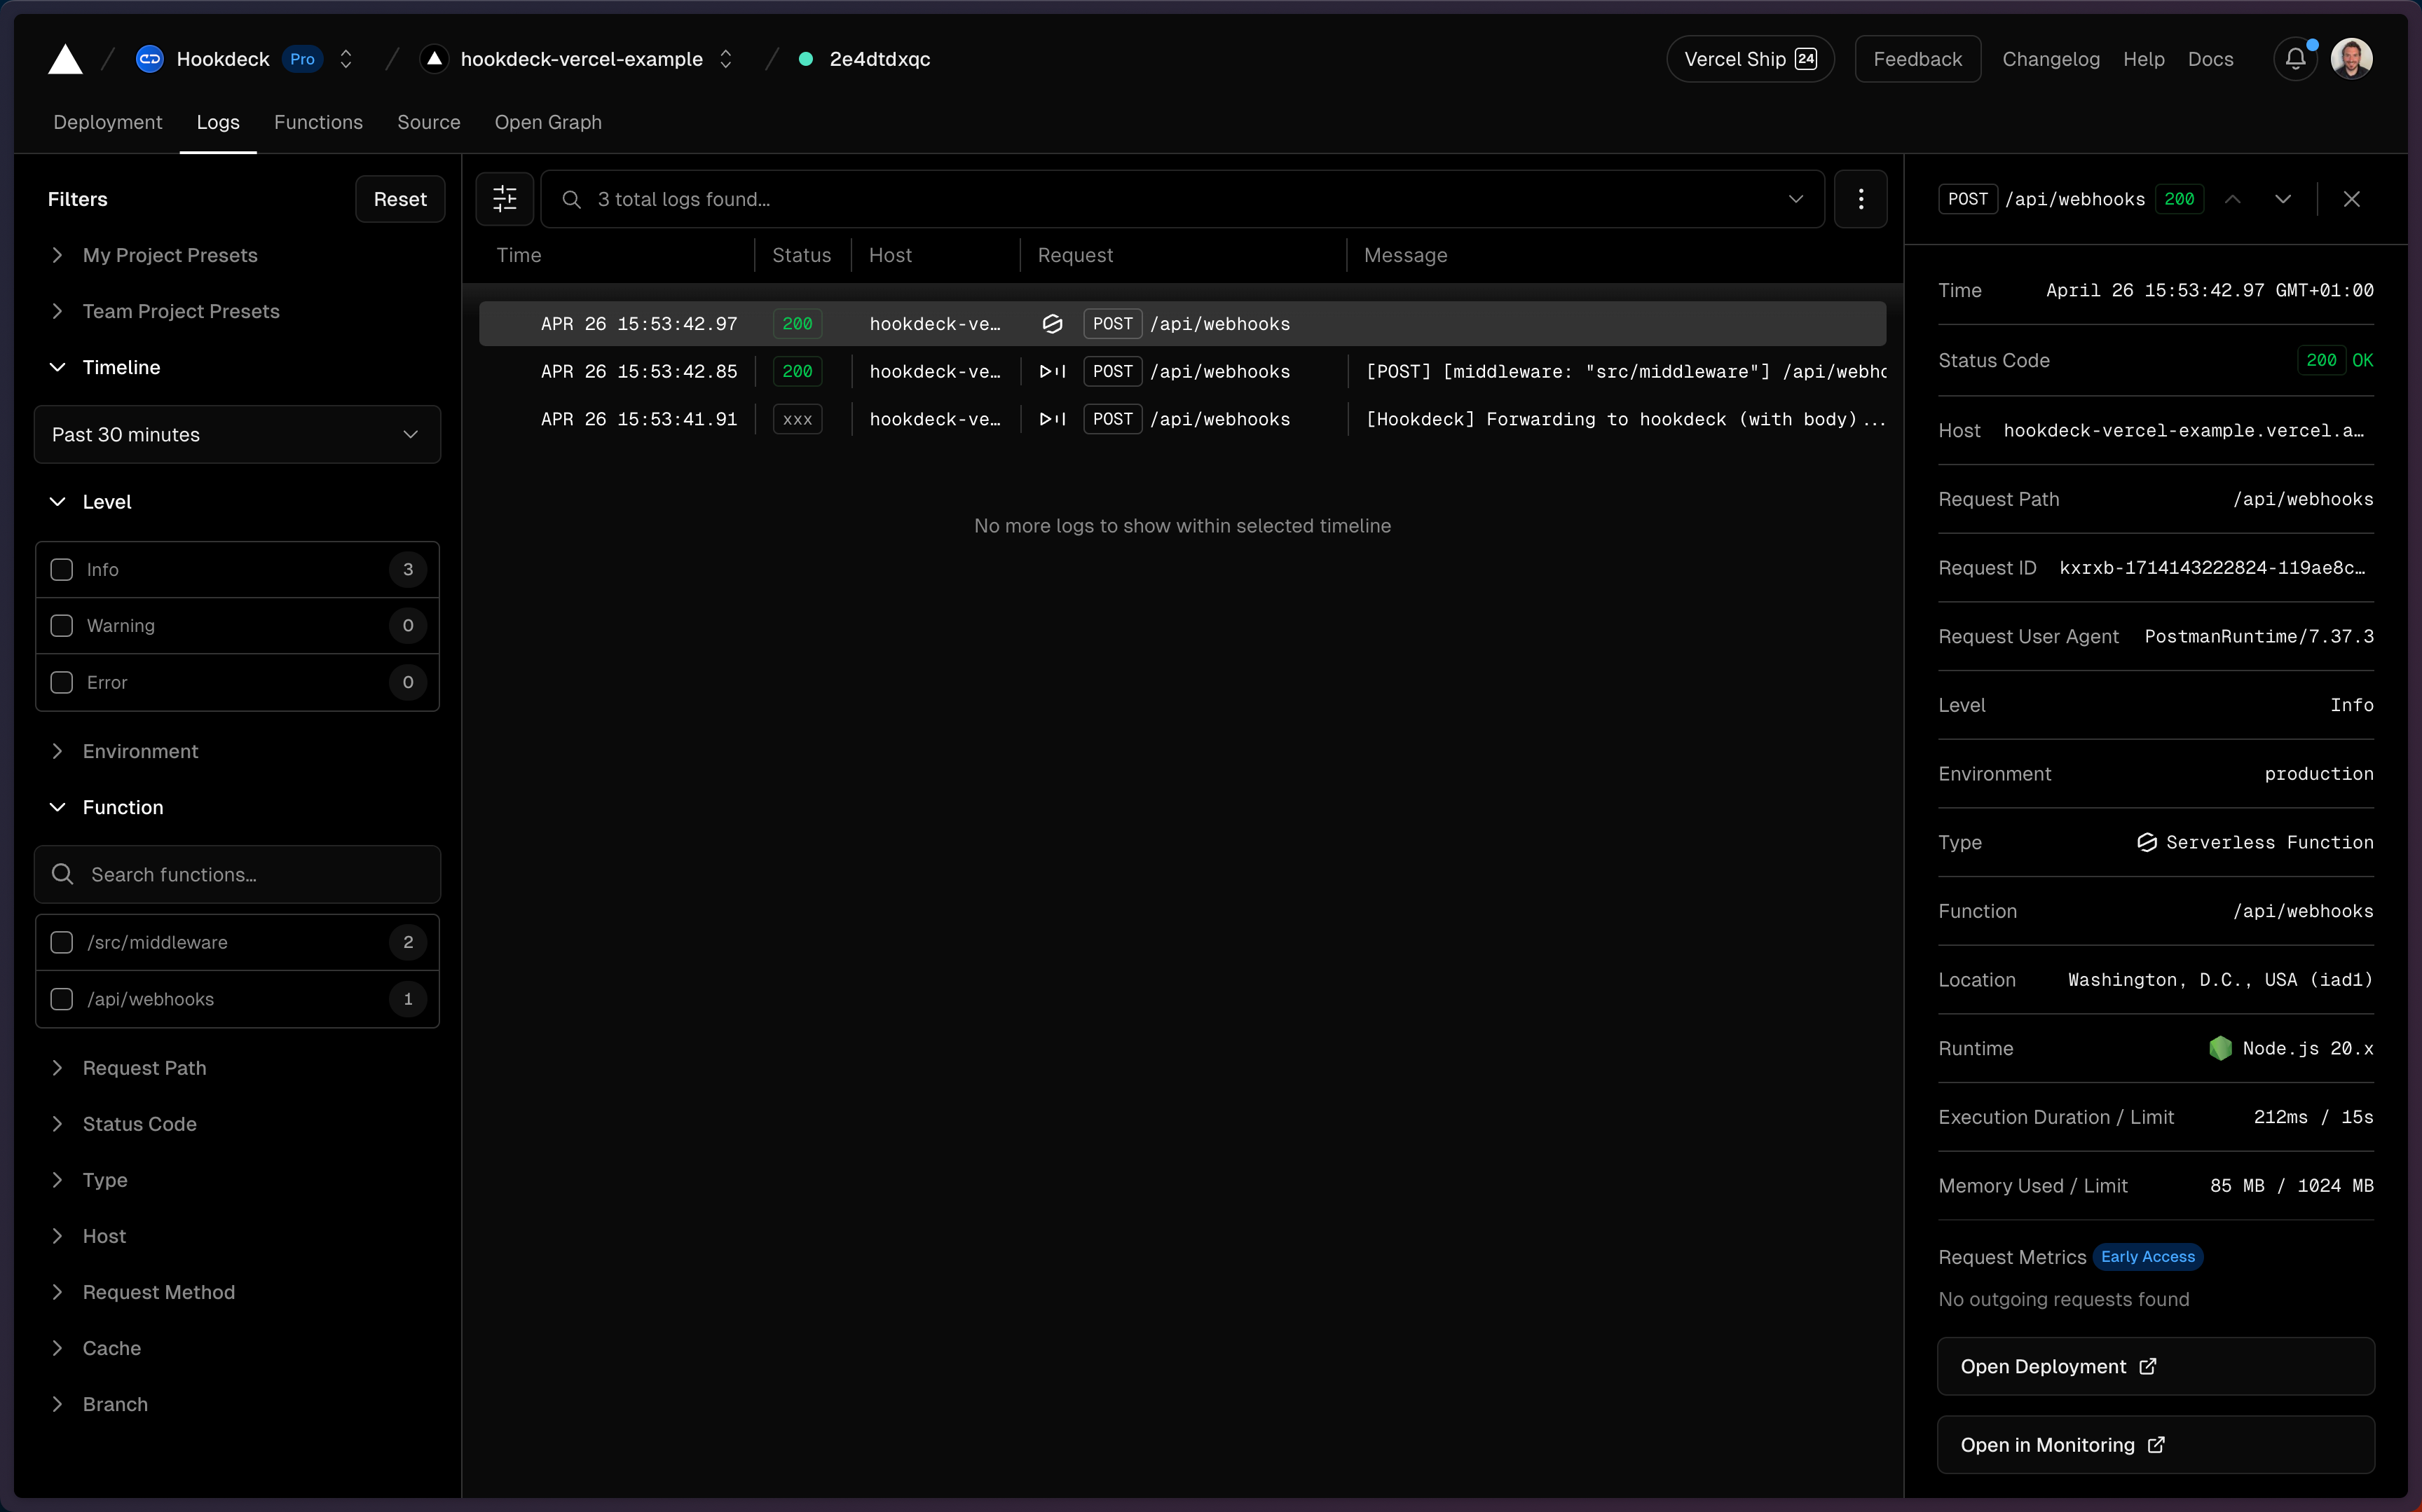 Hookdeck Pro hookdeck-vercel-example 2e4dtdxqc Vercel Ship 24 Feedback Changelog Help Docs
Deployment Logs Functions Source Open Graph
Filters Reset
My Project Presets
Team Project Presets
Timeline
Past 30 minutes
Level
Info 3
Warning 0
Error 0
Environment
Function
Search functions...
/src/middleware 2
/api/webhooks 1
Request Path
Status Code
Type
Host
Request Method
Cache
Branch
3 total logs found...
Time Status Host Request Message
APR 26 15:53:42.97 200 hookdeck-ve... POST /api/webhooks
APR 26 15:53:42.85 200 hookdeck-ve... POST /api/webhooks [POST] [middleware: "src/middleware"] /api/webho
APR 26 15:53:41.91 xxx hookdeck-ve... POST /api/webhooks [Hookdeck] Forwarding to hookdeck (with body)...
No more logs to show within selected timeline
POST /api/webhooks 200
Time April 26 15:53:42.97 GMT+01:00
Status Code 200 OK
Host hookdeck-vercel-example.vercel.a...
Request Path /api/webhooks
Request ID kxrxb-1714143222824-119ae8c...
Request User Agent PostmanRuntime/7.37.3
Level Info
Environment production
Type Serverless Function
Function /api/webhooks
Location Washington, D.C., USA (iad1)
Runtime Node.js 20.x
Execution Duration / Limit 212ms / 15s
Memory Used / Limit 85 MB / 1024 MB
Request Metrics Early Access
No outgoing requests found
Open Deployment
Open in Monitoring